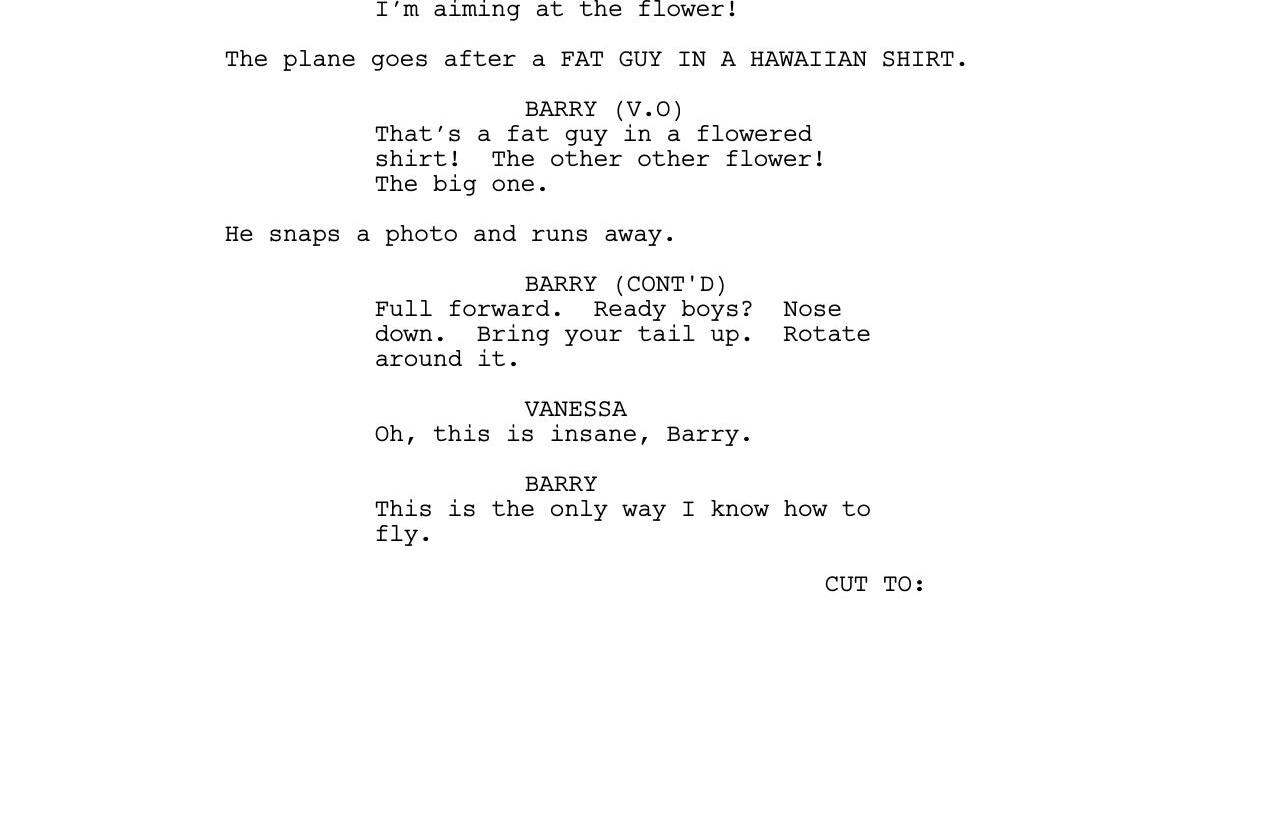 I’m aiming at the flower!
The plane goes after a FAT GUY IN A HAWAIIAN SHIRT.
BARRY (V.O)
That’s a fat guy in a flowered
shirt!  The other other flower!
The big one.
He snaps a photo and runs away.
BARRY (CONT'D)
Full forward.  Ready boys?  Nose
down.  Bring your tail up.  Rotate
around it.
VANESSA
Oh, this is insane, Barry.
BARRY
This is the only way I know how to
fly.
CUT TO: